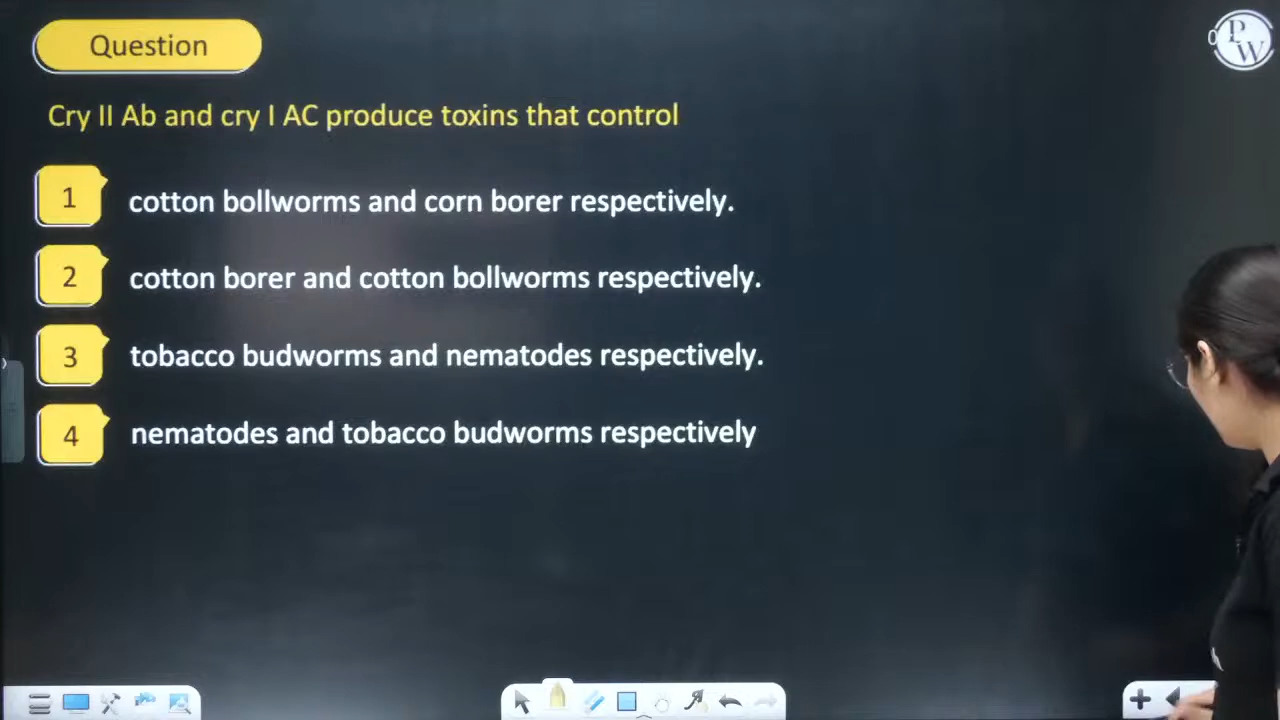 Question
PW
Cry II Ab and cry I AC produce toxins that control
1 cotton bollworms and corn borer respectively.
2 cotton borer and cotton bollworms respectively.
3 tobacco budworms and nematodes respectively.
4 nematodes and tobacco budworms respectively